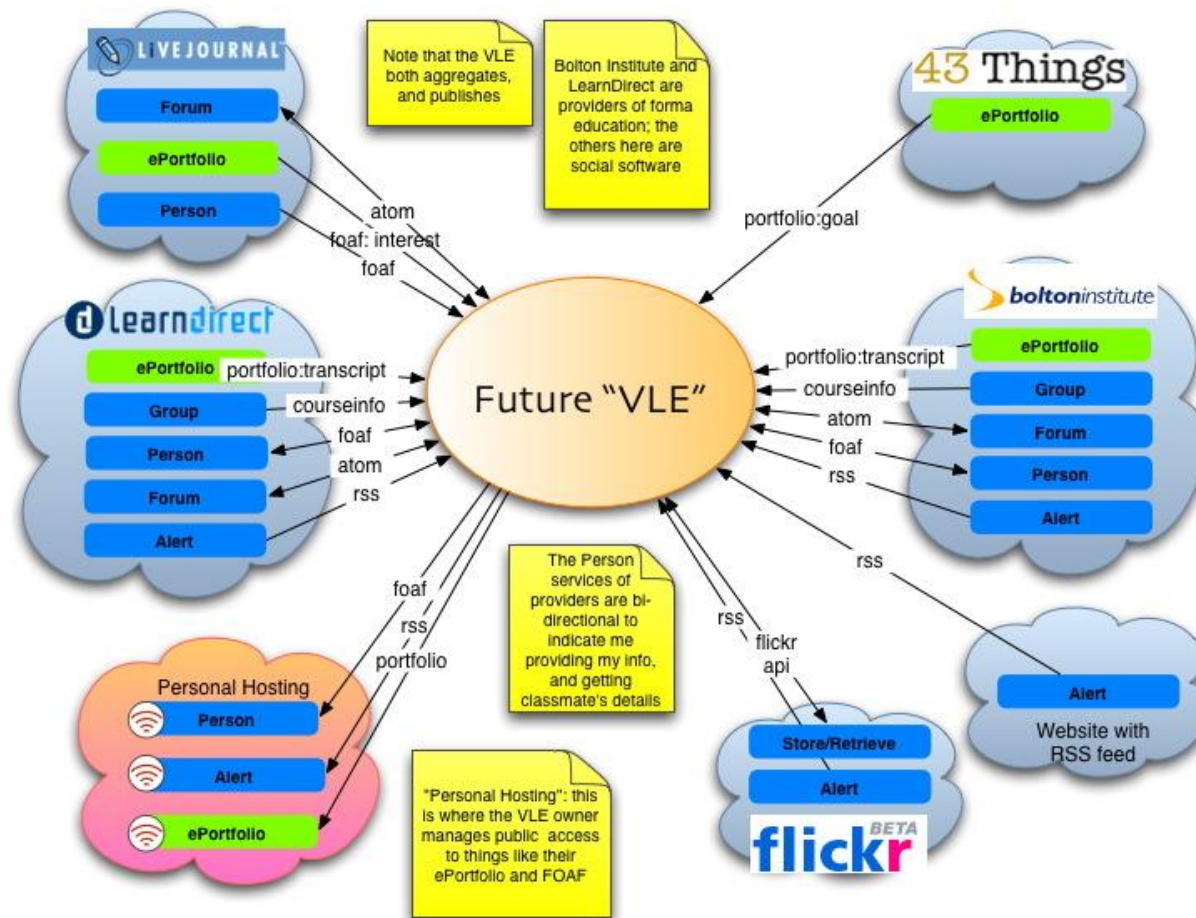 LiVEJOURNAL
Forum
ePortfolio
Person
atom
foaf: interest
foaf
Note that the VLE
both aggregates,
and publishes
Bolton Institute and
LearnDirect are
providers of forma
education; the
others here are
social software
43 Things
ePortfolio
portfolio:goal
d Learndirect
ePortfolio
Group
Person
Forum
Alert
portfolio:transcript
courseinfo
foaf
atom
rss
Future "VLE"
boltoninstitute
ePortfolio
Group
Forum
Person
Alert
portfolio:transcript
courseinfo
atom
foaf
rss
foaf
rss
portfolio
Personal Hosting
Person
Alert
ePortfolio
The Person
services of
providers are bi-
directional to
indicate me
providing my info,
and getting
classmate's details
"Personal Hosting": this
is where the VLE owner
manages public access
to things like their
ePortfolio and FOAF
rss
flickr
api
Store/Retrieve
Alert
flickr BETA
rss
Alert
Website with
RSS feed